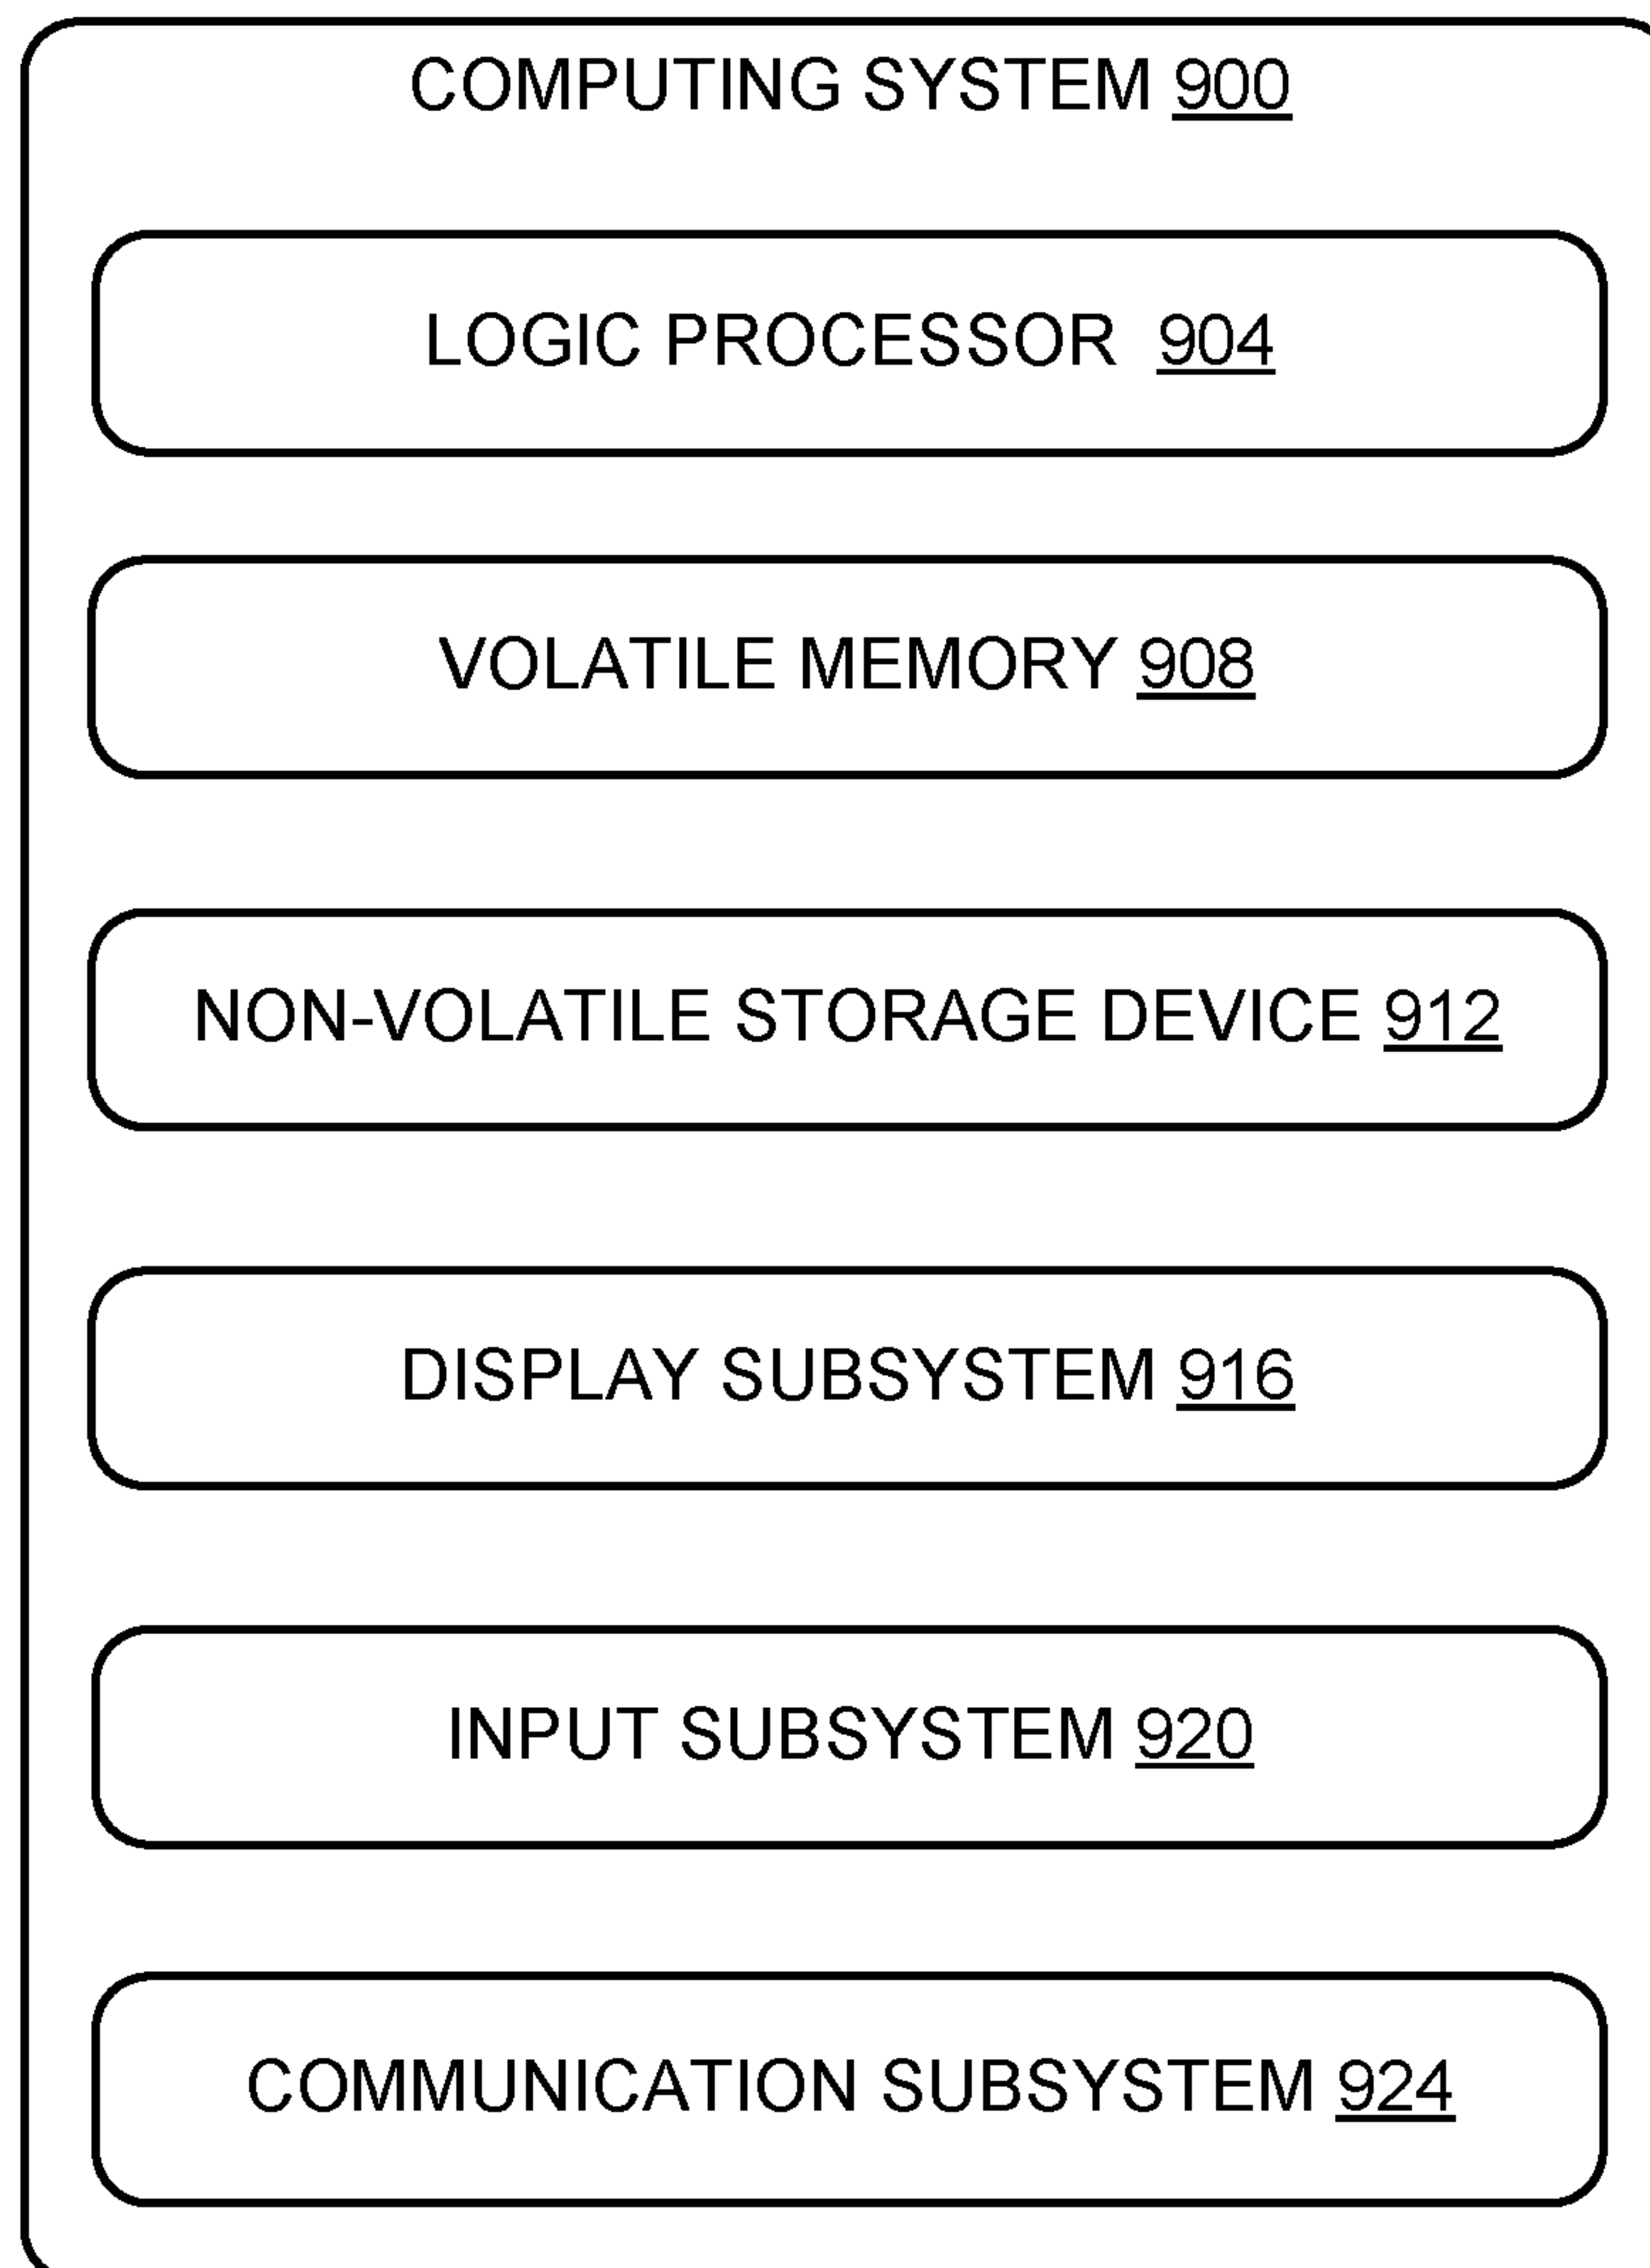 COMPUTING SYSTEM 900
LOGIC PROCESSOR 904
VOLATILE MEMORY 908
NON-VOLATILE STORAGE DEVICE 912
DISPLAY SUBSYSTEM 916
INPUT SUBSYSTEM 920
COMMUNICATION SUBSYSTEM 924